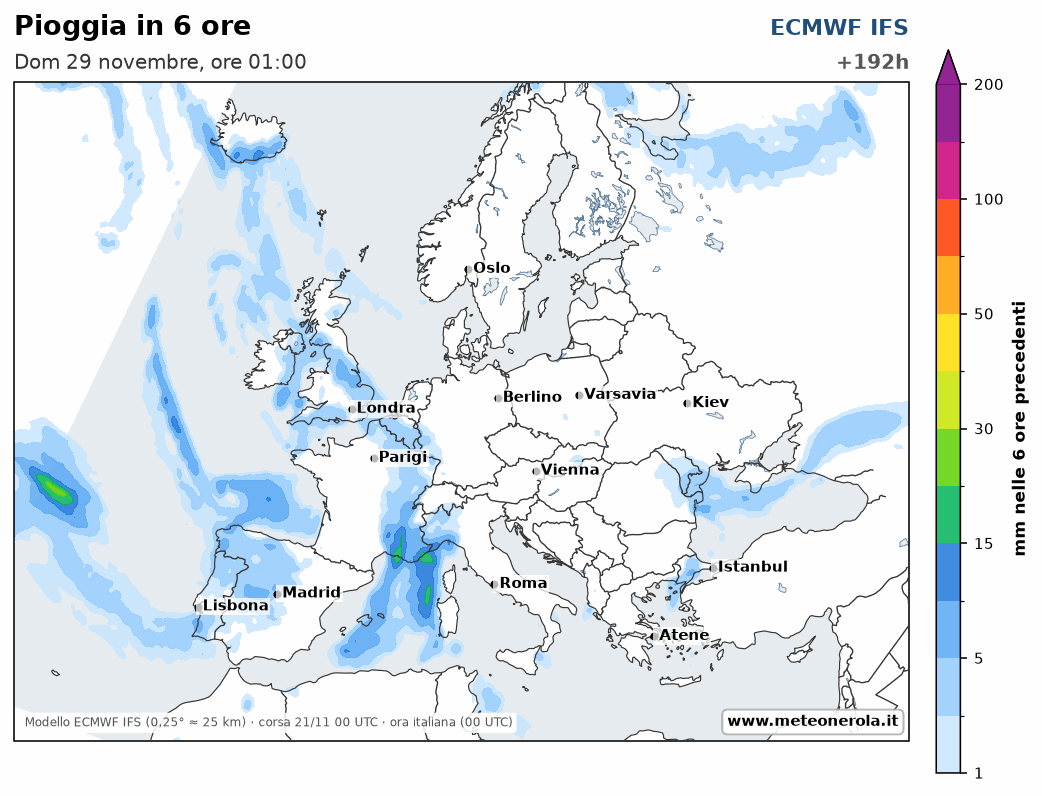 Pioggia in 6 ore
ECMWF IFS
Dom 29 novembre, ore 01:00
+192h
200
100
50
30
15
5
1
mm nelle 6 ore precedenti
Oslo
Berlino
Varsavia
Kiev
Londra
Parigi
Vienna
Istanbul
Roma
Madrid
Lisbona
Atene
Modello ECMWF IFS (0,25° ≈ 25 km) · corsa 21/11 00 UTC · ora italiana (00 UTC)
www.meteonerola.it